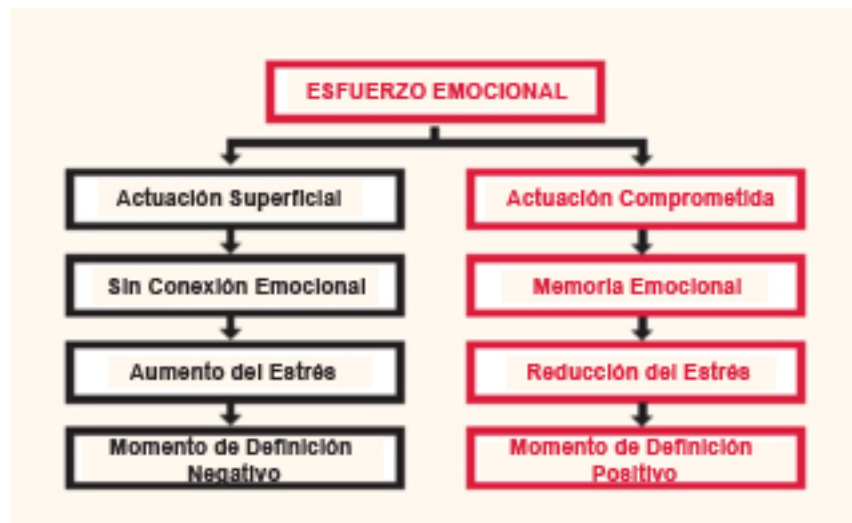 ESFUERZO EMOCIONAL
Actuación Superficial
Sin Conexión Emocional
Aumento del Estrés
Momento de Definición
Negativo
Actuación Comprometida
Memoria Emocional
Reducción del Estrés
Momento de Definición
Positivo